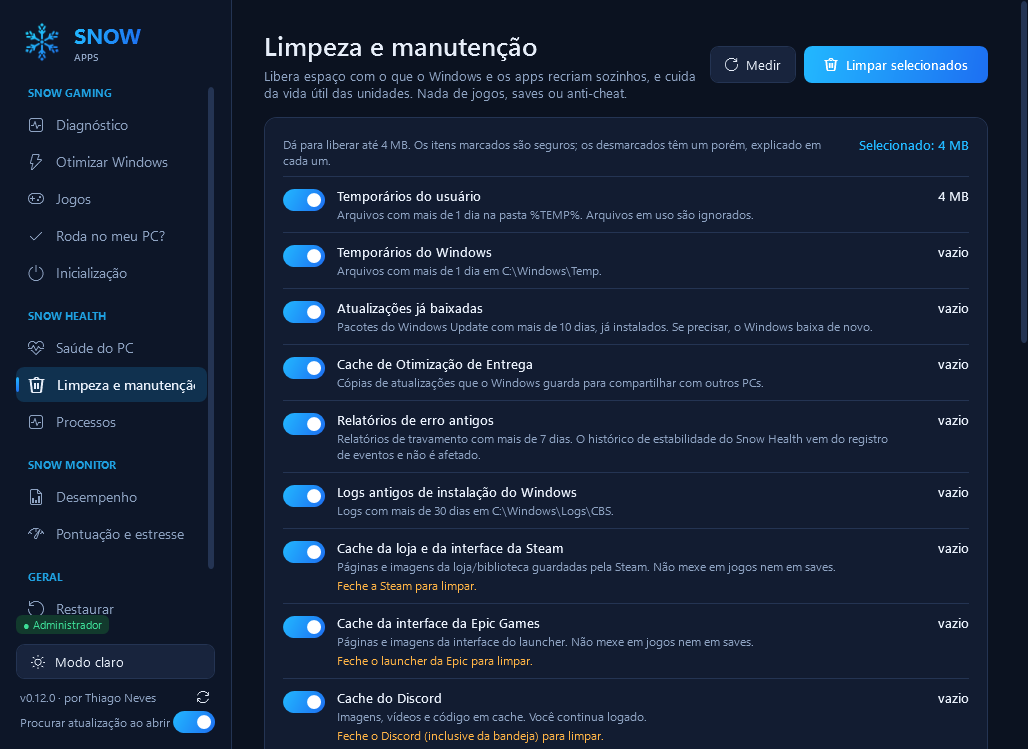 SNOW
APPS
SNOW GAMING
Diagnóstico
Otimizar Windows
Jogos
Roda no meu PC?
Inicialização
SNOW HEALTH
Saúde do PC
Limpeza e manutençã
Processos
SNOW MONITOR
Desempenho
Pontuação e estresse
GERAL
Restaurar
Administrador
Modo claro
v0.12.0 · por Thiago Neves
Procurar atualização ao abrir
Limpeza e manutenção
Libera espaço com o que o Windows e os apps recriam sozinhos, e cuida
da vida útil das unidades. Nada de jogos, saves ou anti-cheat.
Medir
Limpar selecionados
Dá para liberar até 4 MB. Os itens marcados são seguros; os desmarcados têm um porém, explicado em
cada um.
Selecionado: 4 MB
Temporários do usuário
4 MB
Arquivos com mais de 1 dia na pasta %TEMP%. Arquivos em uso são ignorados.
Temporários do Windows
vazio
Arquivos com mais de 1 dia em C:\Windows\Temp.
Atualizações já baixadas
vazio
Pacotes do Windows Update com mais de 10 dias, já instalados. Se precisar, o Windows baixa de novo.
Cache de Otimização de Entrega
vazio
Cópias de atualizações que o Windows guarda para compartilhar com outros PCs.
Relatórios de erro antigos
vazio
Relatórios de travamento com mais de 7 dias. O histórico de estabilidade do Snow Health vem do registro
de eventos e não é afetado.
Logs antigos de instalação do Windows
vazio
Logs com mais de 30 dias em C:\Windows\Logs\CBS.
Cache da loja e da interface da Steam
vazio
Páginas e imagens da loja/biblioteca guardadas pela Steam. Não mexe em jogos nem em saves.
Feche a Steam para limpar.
Cache da interface da Epic Games
vazio
Páginas e imagens da interface do launcher. Não mexe em jogos nem em saves.
Feche o launcher da Epic para limpar.
Cache do Discord
vazio
Imagens, vídeos e código em cache. Você continua logado.
Feche o Discord (inclusive da bandeja) para limpar.